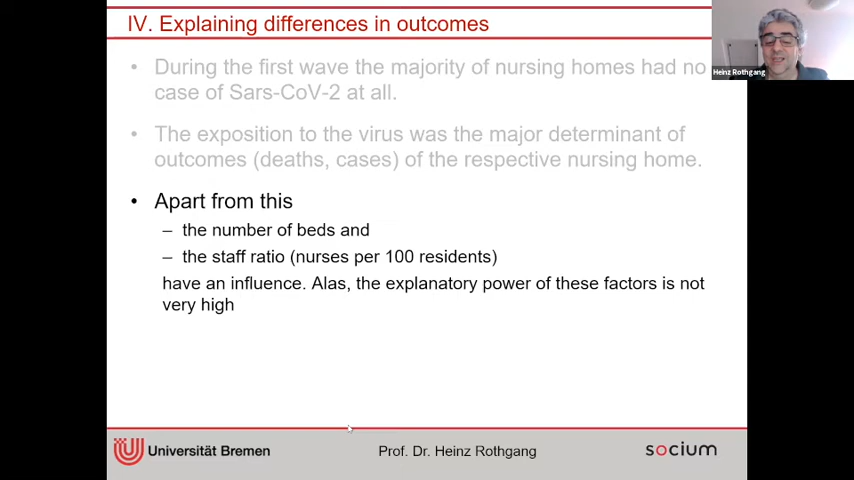 IV. Explaining differences in outcomes
Heinz Rothgang
• During the first wave the majority of nursing homes had no
case of Sars-CoV-2 at all.
• The exposition to the virus was the major determinant of
outcomes (deaths, cases) of the respective nursing home.
• Apart from this
– the number of beds and
– the staff ratio (nurses per 100 residents)
have an influence. Alas, the explanatory power of these factors is not
very high
Universität Bremen
Prof. Dr. Heinz Rothgang
socium